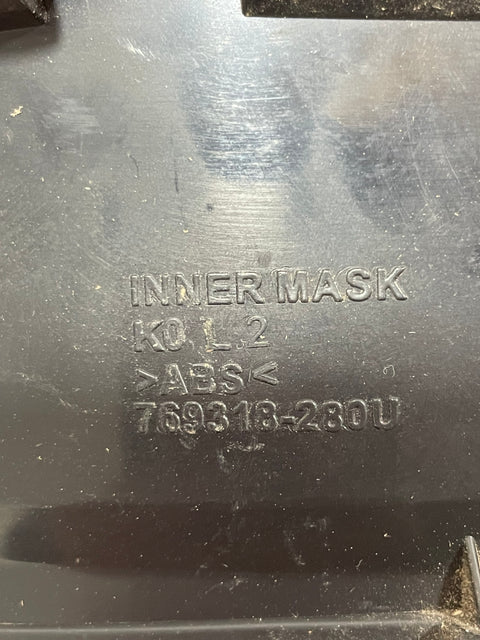 INNER MASK
K0 L 2
>ABS<
769318-280U